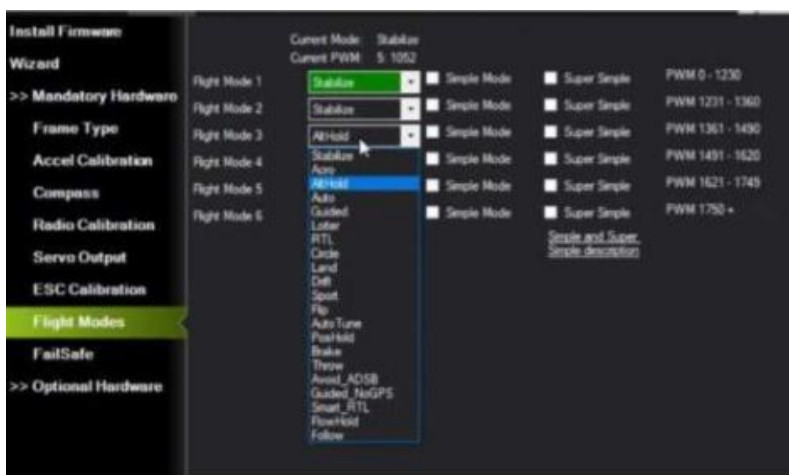 Install Firmware
Wizard
>> Mandatory Hardware
Frame Type
Accel Calibration
Compass
Radio Calibration
Servo Output
ESC Calibration
Flight Modes
FailSafe
>> Optional Hardware
Current Mode: Stabilize
Current PWM: 5: 1052
Flight Mode 1 Stabilize Simple Mode Super Simple PWM 0 - 1230
Flight Mode 2 Stabilize Simple Mode Super Simple PWM 1231 - 1360
Flight Mode 3 AltHold Simple Mode Super Simple PWM 1361 - 1490
Flight Mode 4 Simple Mode Super Simple PWM 1491 - 1620
Flight Mode 5 Simple Mode Super Simple PWM 1621 - 1749
Flight Mode 6 Simple Mode Super Simple PWM 1750 +
Simple and Super
Simple description
Stabilize
Acro
AltHold
Auto
Guided
Loiter
RTL
Circle
Land
Drift
Sport
Flip
AutoTune
PosHold
Brake
Throw
Avoid_ADSB
Guided_NoGPS
Smart_RTL
FlowHold
Follow